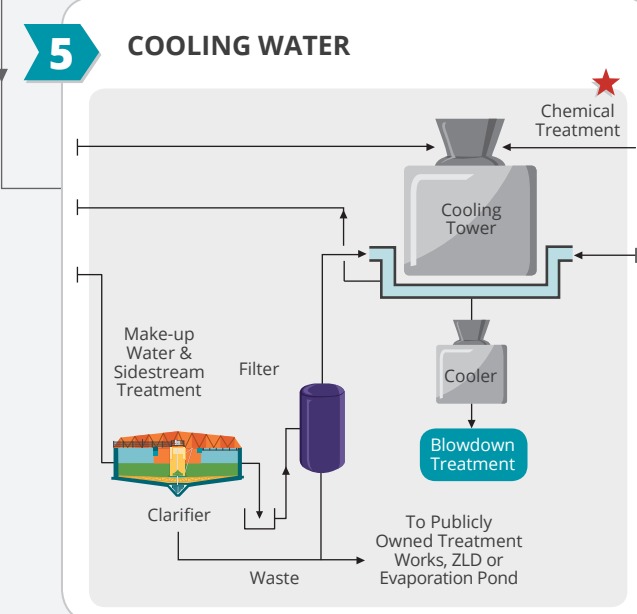 5
COOLING WATER
Chemical
Treatment
Cooling
Tower
Make-up
Water &
Sidestream
Treatment
Filter
Cooler
Blowdown
Treatment
Clarifier
To Publicly
Owned Treatment
Works, ZLD or
Evaporation Pond
Waste